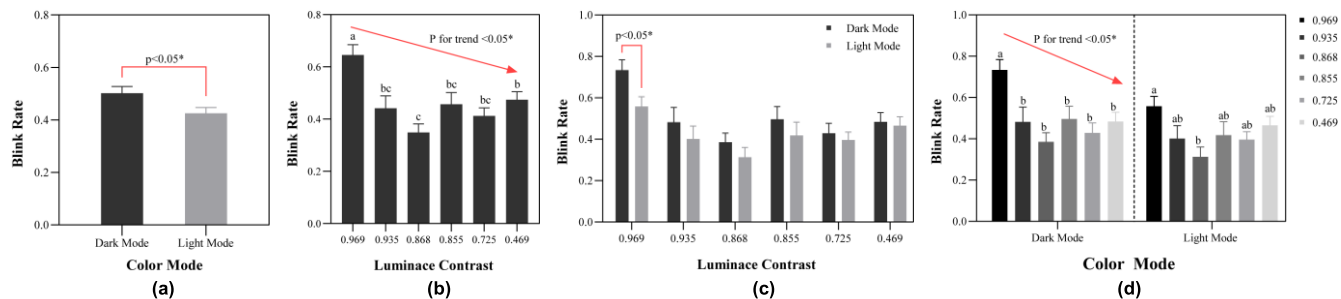 0.8
0.6
0.4
0.2
0.0
Blink Rate
p<0.05*
Dark Mode
Light Mode
Color Mode
(a)
0.8
0.6
0.4
0.2
0.0
Blink Rate
P for trend <0.05*
a
bc
c
bc
bc
b
0.969
0.935
0.868
0.855
0.725
0.469
Luminace Contrast
(b)
1.0
0.8
0.6
0.4
0.2
0.0
Blink Rate
p<0.05*
Dark Mode
Light Mode
0.969
0.935
0.868
0.855
0.725
0.469
Luminace Contrast
(c)
1.0
0.8
0.6
0.4
0.2
0.0
Blink Rate
P for trend <0.05*
a
b
b
b
b
b
a
ab
b
ab
ab
ab
Dark Mode
Light Mode
Color Mode
(d)
0.969
0.935
0.868
0.855
0.725
0.469